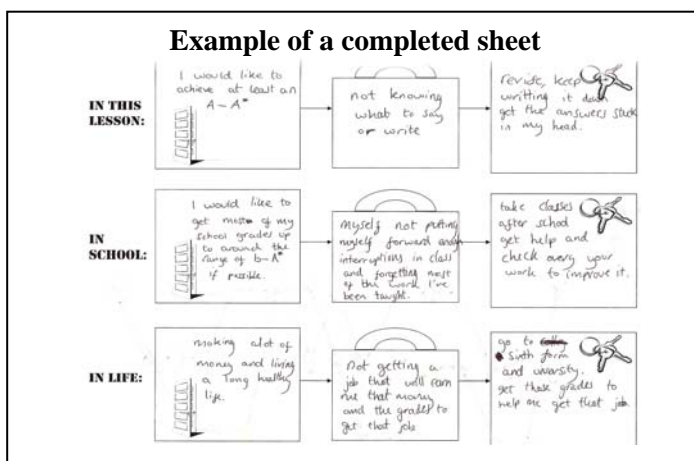 Example of a completed sheet
IN THIS
LESSON:
I would like to
achieve at least an
A-A*
not knowing
what to say
or write
revise, keep
writting it down
get the answers stuck
in my head.
IN
SCHOOL:
I would like to
get most of my
school grades up
to around the
range of b-A*
if possible.
myself not putting
myself forward and
interruptions in class
and forgetting most
of the work I've
been taught.
take classes
after school
get help and
check every your
work to improve it.
IN LIFE:
making alot of
money and living
a long healthy
life.
Not getting a
job that will earn
me that money
and the grades to
get that job
go to
sixth form
and university.
get those grades to
help me get that job